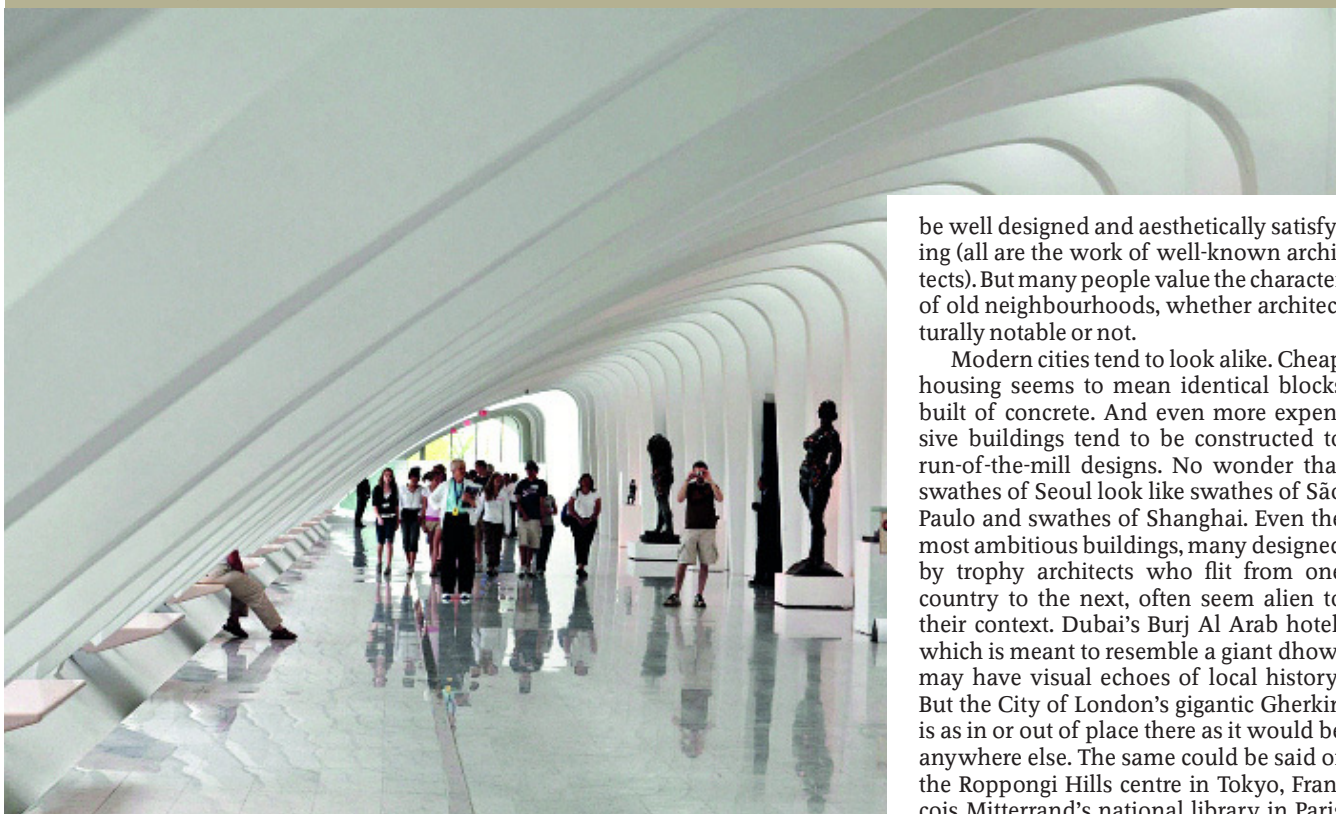 be well designed and aesthetically satisfy
ing (all are the work of well-known archi
tects). But many people value the character
of old neighbourhoods, whether architec
turally notable or not.
Modern cities tend to look alike. Cheap
housing seems to mean identical blocks
built of concrete. And even more expen
sive buildings tend to be constructed to
run-of-the-mill designs. No wonder tha
swathes of Seoul look like swathes of São
Paulo and swathes of Shanghai. Even the
most ambitious buildings, many designed
by trophy architects who flit from one
country to the next, often seem alien to
their context. Dubai's Burj Al Arab hotel
which is meant to resemble a giant dhow
may have visual echoes of local history
But the City of London's gigantic Gherkin
is as in or out of place there as it would be
anywhere else. The same could be said of
the Roppongi Hills centre in Tokyo, Fran
çois Mitterrand's national library in Paris